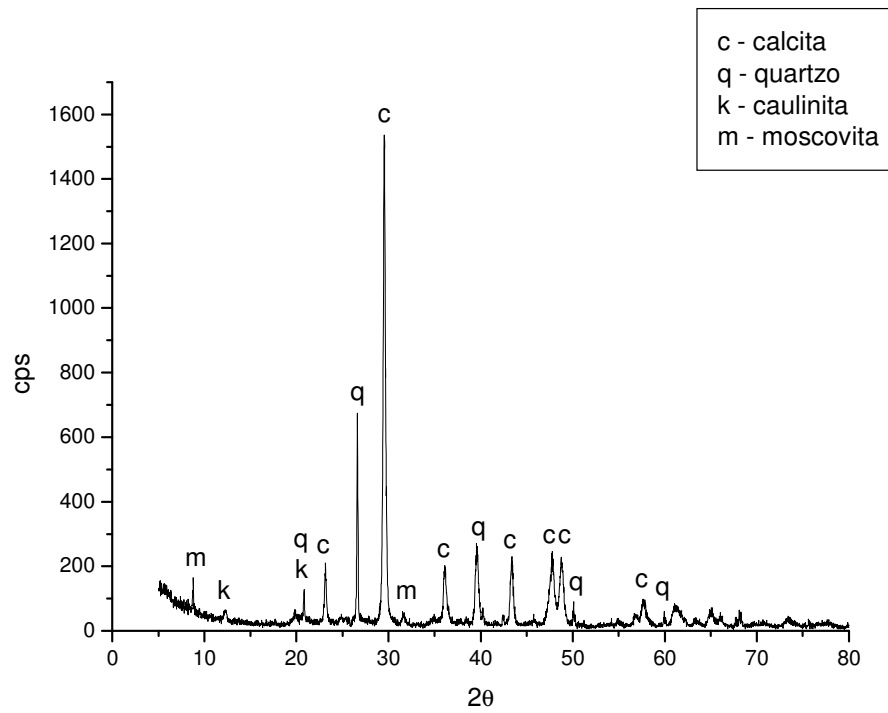 c - calcita
q - quartzo
k - caulinita
m - moscovita
1600
1400
1200
1000
800
600
400
200
0
cps
m
k
q
k
c
q
c
m
c
q
c
c c
q
c
q
0 10 20 30 40 50 60 70 80
2θ